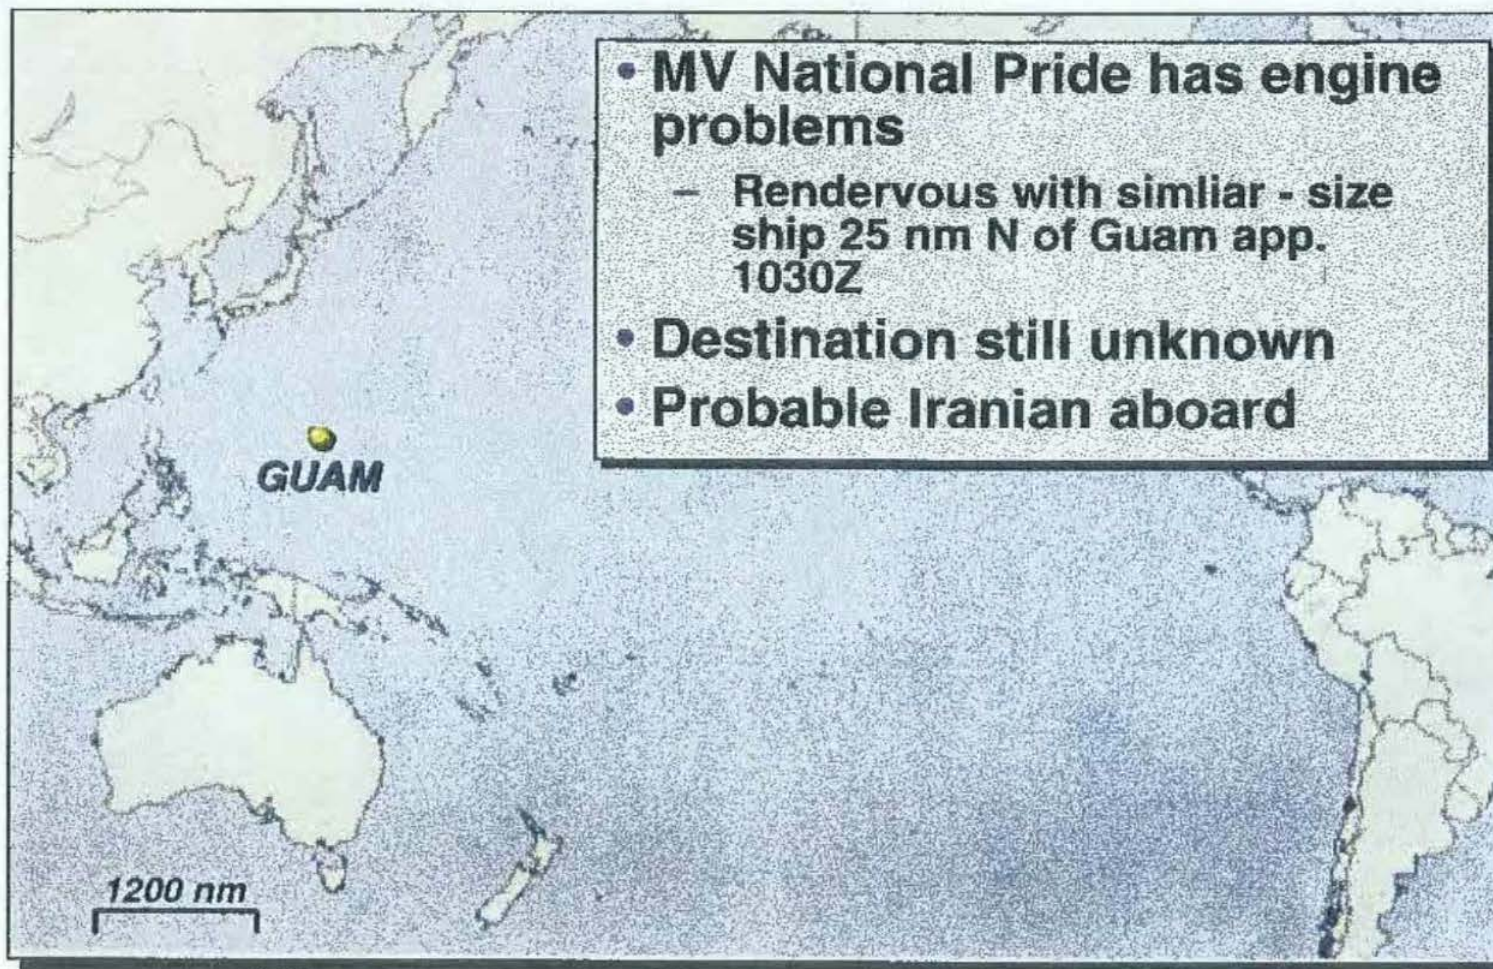 • MV National Pride has engine
problems
– Rendervous with simliar - size
ship 25 nm N of Guam app.
1030Z
• Destination still unknown
• Probable Iranian aboard
GUAM
1200 nm